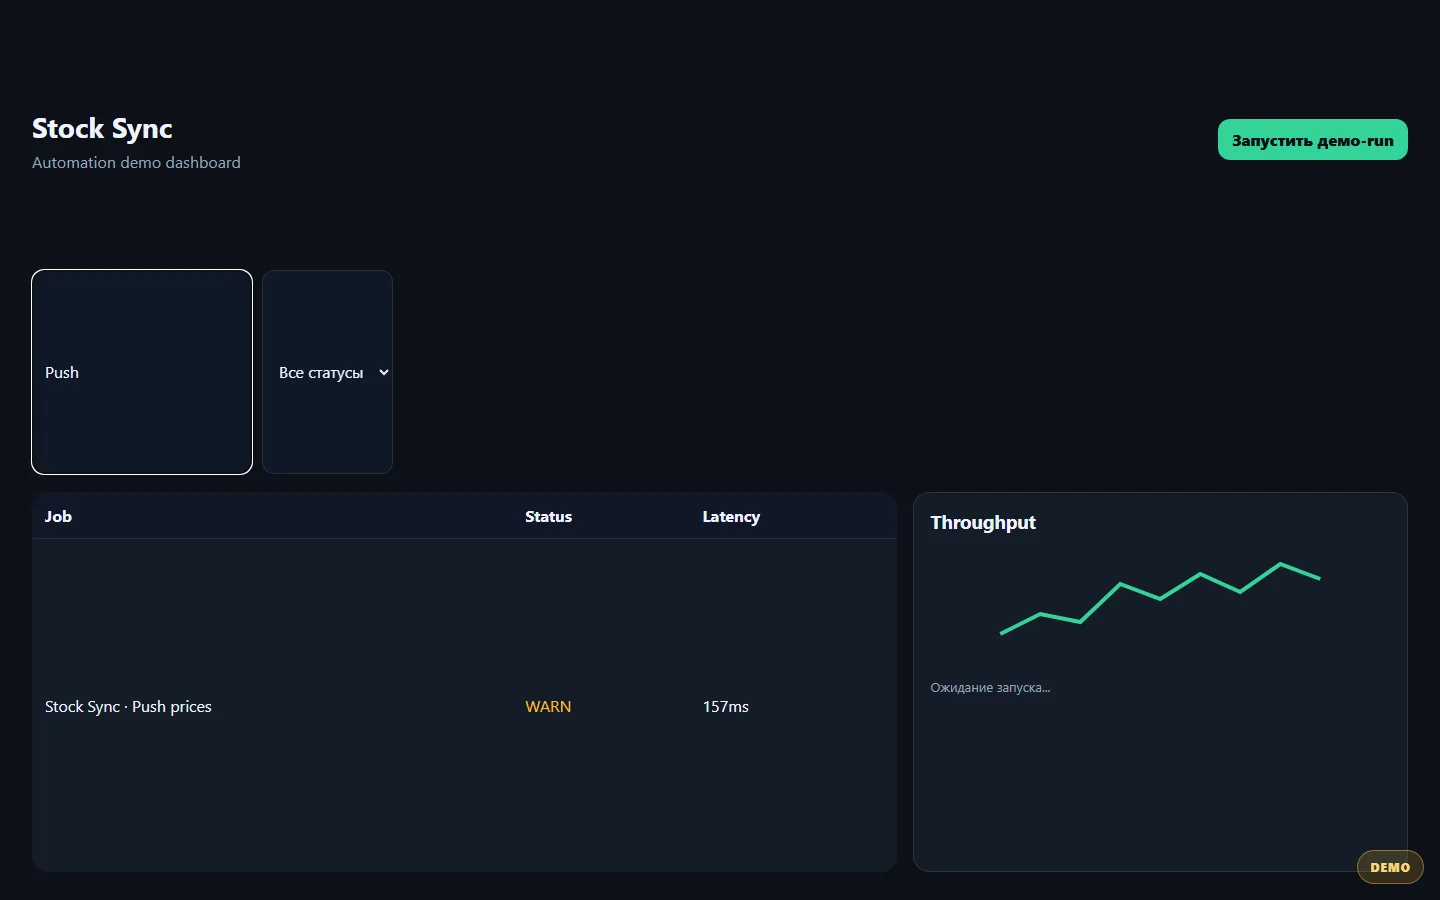 Stock Sync
Automation demo dashboard
Запустить демо-run
Push
Все статусы
Job Status Latency
Stock Sync · Push prices WARN 157ms
Throughput
Ожидание запуска...
DEMO